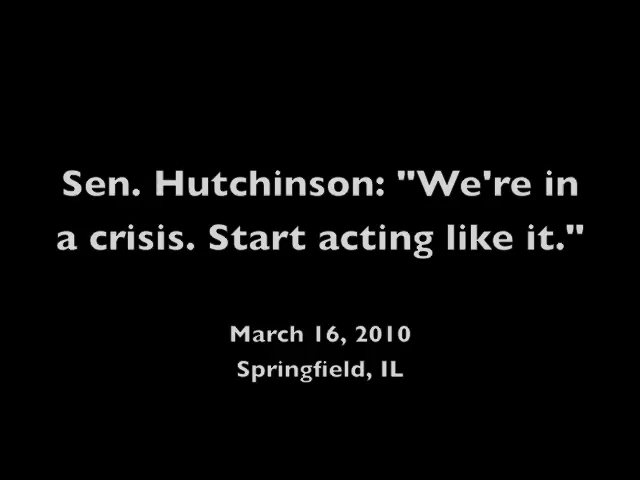 Sen. Hutchinson: "We're in
a crisis. Start acting like it."
March 16, 2010
Springfield, IL